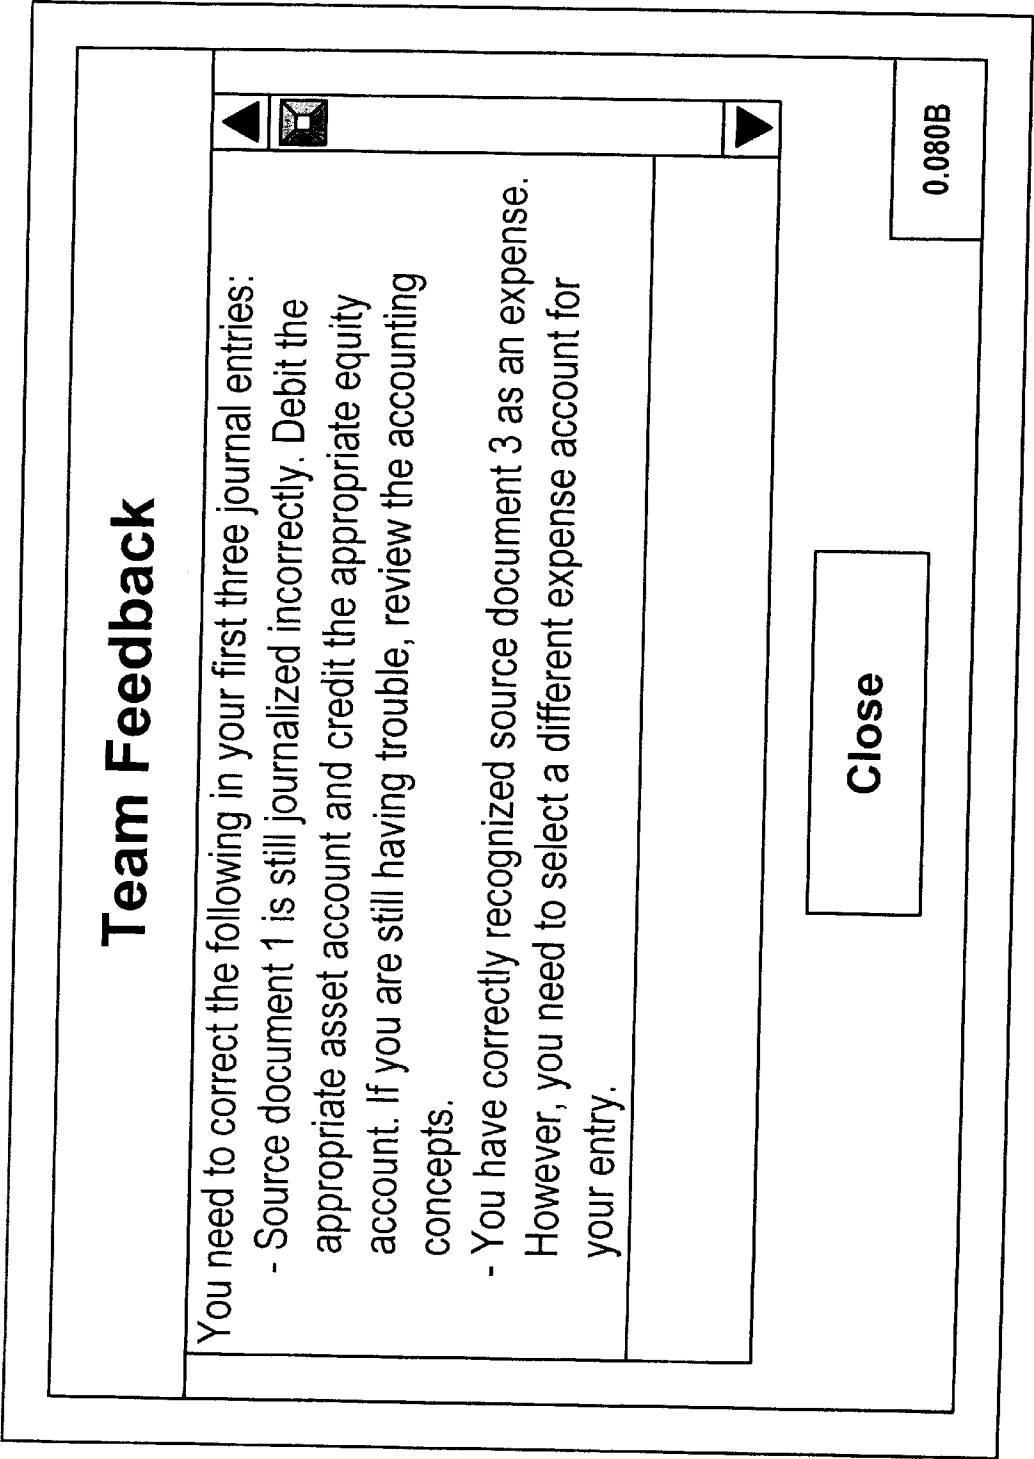 Team Feedback
You need to correct the following in your first three journal entries:
- Source document 1 is still journalized incorrectly. Debit the
appropriate asset account and credit the appropriate equity
account. If you are still having trouble, review the accounting
concepts.
- You have correctly recognized source document 3 as an expense.
However, you need to select a different expense account for
your entry.
Close
0.080B